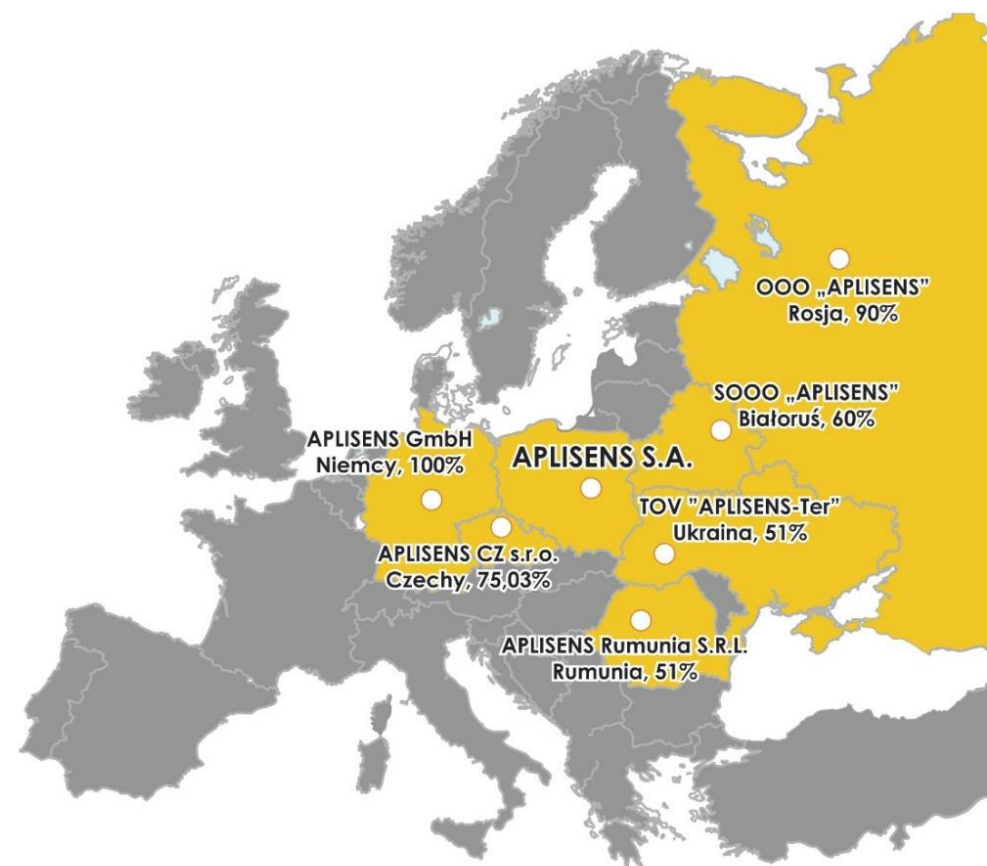 OOO „APLISENS”
Rosja, 90%
SOOO „APLISENS”
Białoruś, 60%
APLISENS GmbH
Niemcy, 100%
APLISENS S.A.
TOV ”APLISENS-Ter”
Ukraina, 51%
APLISENS CZ s.r.o.
Czechy, 75,03%
APLISENS Rumunia S.R.L.
Rumunia, 51%